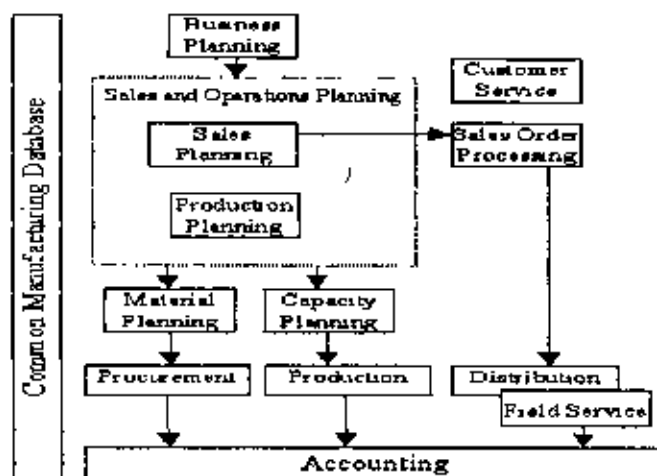 Business
Planning
Customer
Service
Sales and Operations Planning
Sales
Planning
Sales Order
Processing
Production
Planning
Material
Planning
Capacity
Planning
Procurement
Production
Distribution
Field Service
Accounting
Common Manufacturing Database